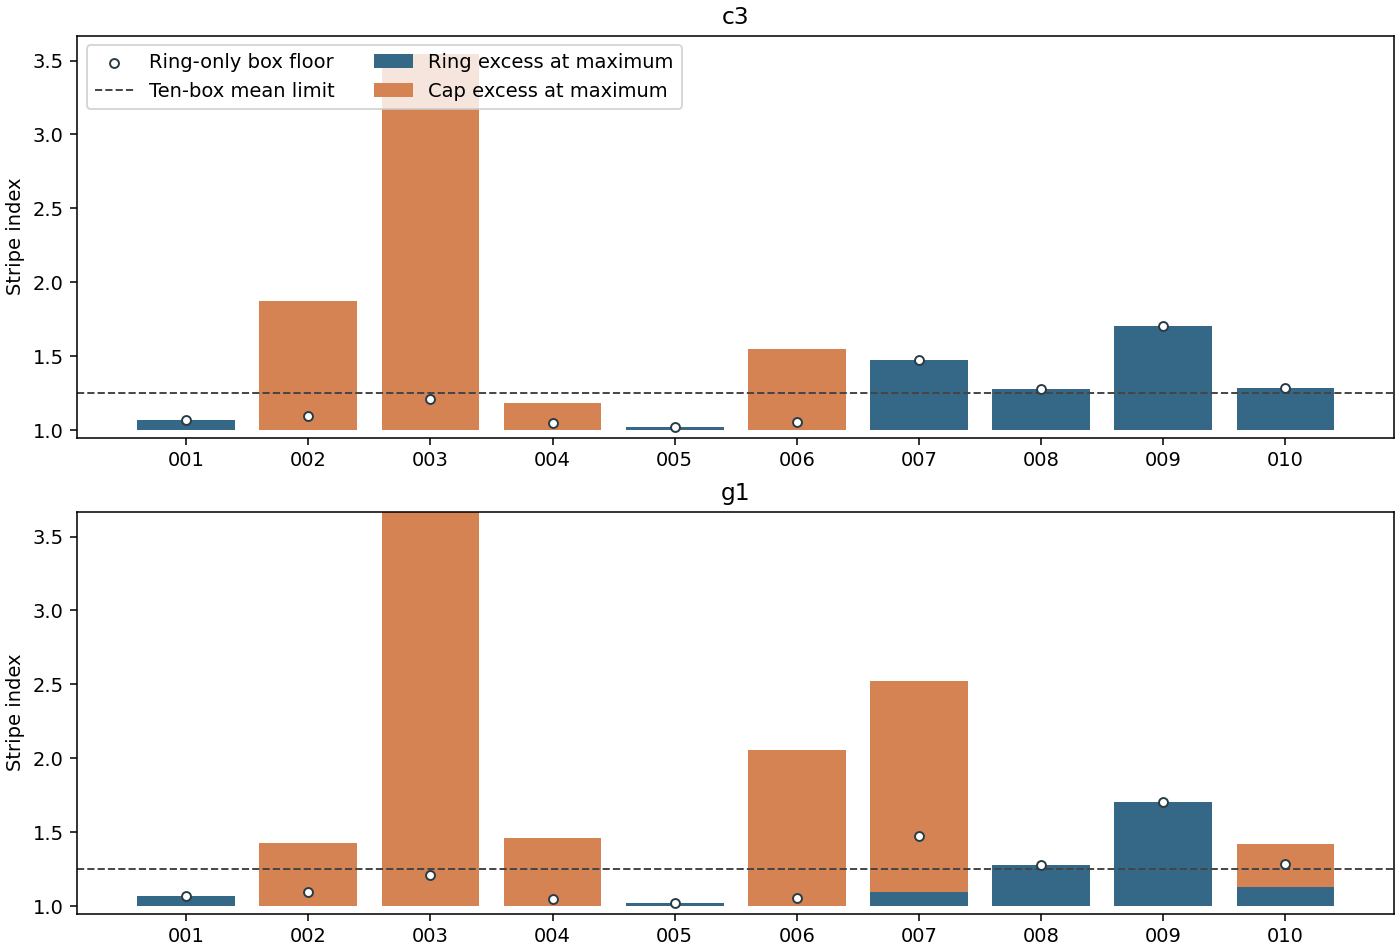 c3
Ring-only box floor
Ten-box mean limit
Ring excess at maximum
Cap excess at maximum
Stripe index
3.5
3.0
2.5
2.0
1.5
1.0
001 002 003 004 005 006 007 008 009 010
g1
Stripe index
3.5
3.0
2.5
2.0
1.5
1.0
001 002 003 004 005 006 007 008 009 010